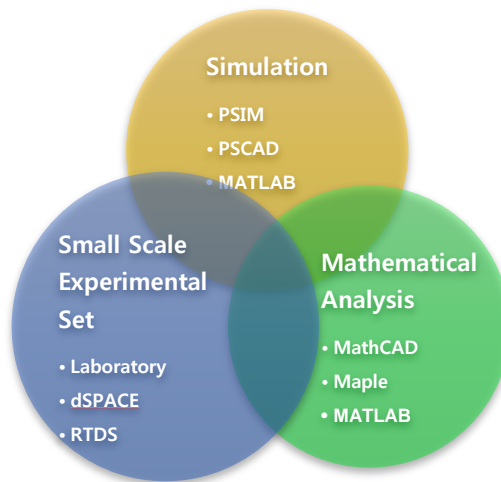 Simulation
• PSIM
• PSCAD
• MATLAB
Small Scale
Experimental
Set
• Laboratory
• dSPACE
• RTDS
Mathematical
Analysis
• MathCAD
• Maple
• MATLAB